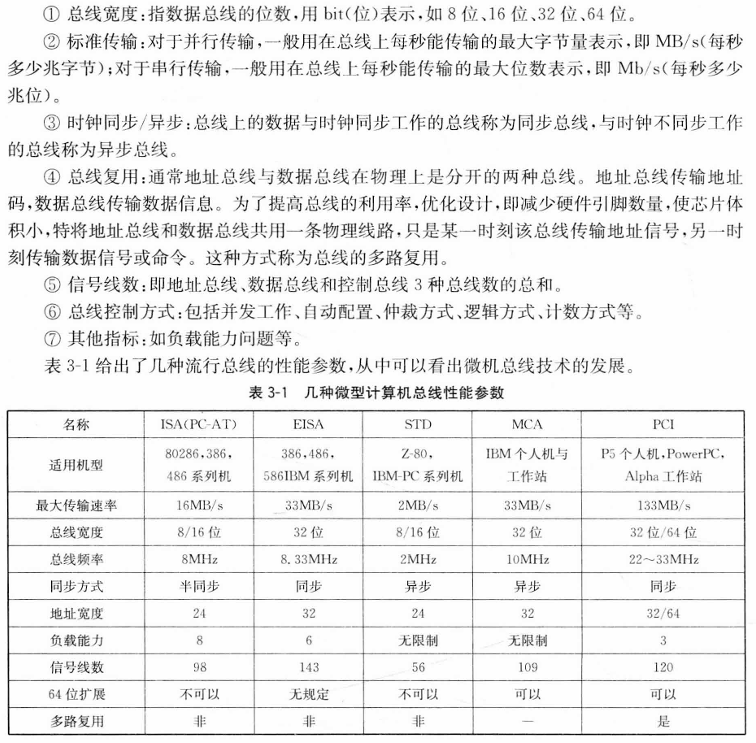 ① 总线宽度:指数据总线的位数,用 bit(位)表示,如 8 位、16 位、32 位、64 位。
② 标准传输:对于并行传输,一般用在总线上每秒能传输的最大字节量表示,即 MB/s(每秒
多少兆字节);对于串行传输,一般用在总线上每秒能传输的最大位数表示,即 Mb/s(每秒多少
兆位)。
③ 时钟同步/异步:总线上的数据与时钟同步工作的总线称为同步总线,与时钟不同步工作
的总线称为异步总线。
④ 总线复用:通常地址总线与数据总线在物理上是分开的两种总线。地址总线传输地址
码,数据总线传输数据信息。为了提高总线的利用率,优化设计,即减少硬件引脚数量,使芯片体
积小,特将地址总线和数据总线共用一条物理线路,只是某一时刻该总线传输地址信号,另一时
刻传输数据信号或命令。这种方式称为总线的多路复用。
⑤ 信号线数:即地址总线、数据总线和控制总线 3 种总线数的总和。
⑥ 总线控制方式:包括并发工作、自动配置、仲裁方式、逻辑方式、计数方式等。
⑦ 其他指标:如负载能力问题等。
表 3-1 给出了几种流行总线的性能参数,从中可以看出微机总线技术的发展。
表 3-1 几种微型计算机总线性能参数
名称 ISA(PC-AT) EISA STD MCA PCI
适用机型 80286,386, 486 系列机 386,486, 586IBM 系列机 Z-80, IBM-PC 系列机 IBM 个人机与 工作站 P5 个人机,PowerPC, Alpha 工作站
最大传输速率 16MB/s 33MB/s 2MB/s 33MB/s 133MB/s
总线宽度 8/16 位 32 位 8/16 位 32 位 32 位/64 位
总线频率 8MHz 8.33MHz 2MHz 10MHz 22~33MHz
同步方式 半同步 同步 异步 异步 同步
地址宽度 24 32 24 32 32/64
负载能力 8 6 无限制 无限制 3
信号线数 98 143 56 109 120
64 位扩展 不可以 无规定 不可以 可以 可以
多路复用 非 非 非 — 是